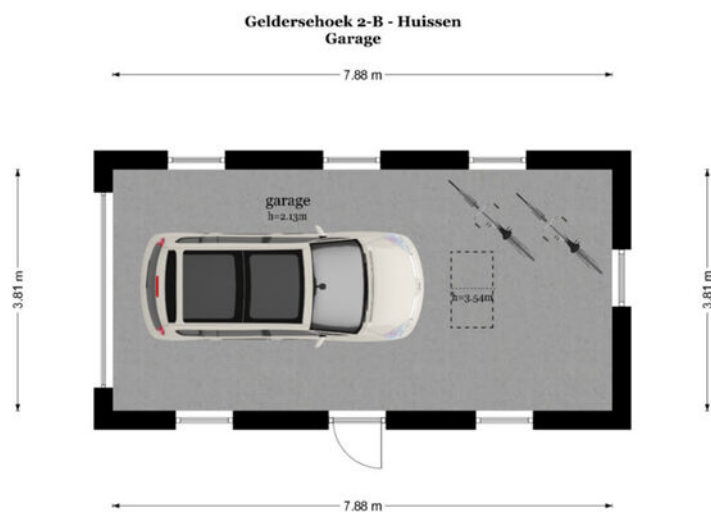 Geldersehoek 2-B - Huissen
Garage
7.88 m
garage
h=2.13m
3.81 m
3.81 m
h=3.54m
7.88 m